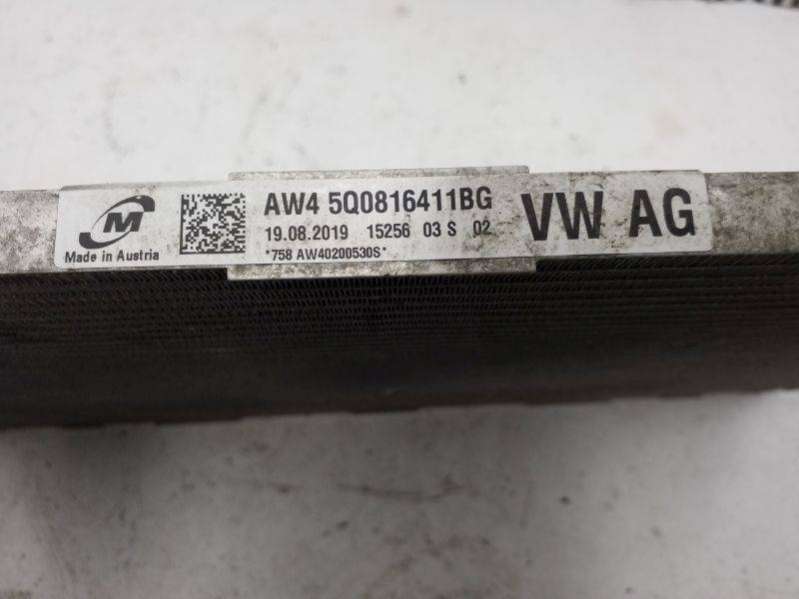 M
Made in Austria
AW4 5Q0816411BG
19.08.2019 15256 03 S 02
*758 AW40200530S*
VW AG